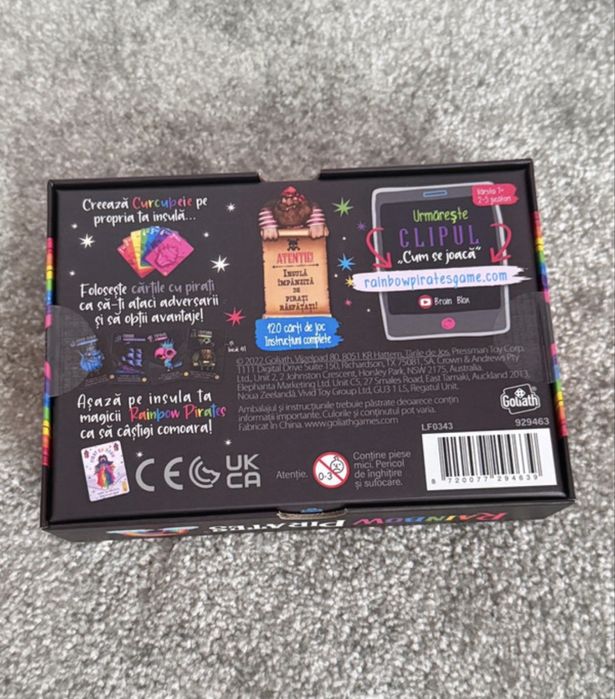 Creează Curcubeie pe
propria ta insulă...
Folosește cărțile cu pirați
ca să-ți ataci adversarii
și să obții avantaje!
Așază pe insula ta
magicii Rainbow Pirates
ca să câștigi comoara!
ATENȚIE!
INSULĂ
ÎMPÂNZITĂ
DE
PIRAȚI
RĂSFĂȚAȚI!
120 cărți de joc
Instrucțiuni complete
Vârsta 7+
2-5 jucători
Urmărește
CLIPUL
„Cum se joacă”
rainbowpiratesgame.com
Brain Blox
© 2022 Goliath, Vijzelpad 80, 8051 KR Hattem, Țările de Jos. Pressman Toy Corp.
1111 Digital Drive Suite 150, Richardson, TX 75081, SA. Crown & Andrews Pty
Ltd., Unit 2, 2 Johnston Crescent, Horsley Park, NSW 2175, Australia.
Elephanta Marketing Ltd. Unit C5, 27 Smales Road, East Tamaki, Auckland 2013,
Noua Zeelandă. Vivid Toy Group Ltd, GU3 1LS, Regatul Unit.
Ambalajul și instrucțiunile trebuie păstrate deoarece conțin
informații importante. Culorile și conținutul pot varia.
Fabricat în China. www.goliathgames.com
Goliath
LF0343
929463
CE
UK
CA
Atenție.
0-3
Conține piese
mici. Pericol
de înghițire
și sufocare.
8 720077 294639
RAINBOW PIRATES